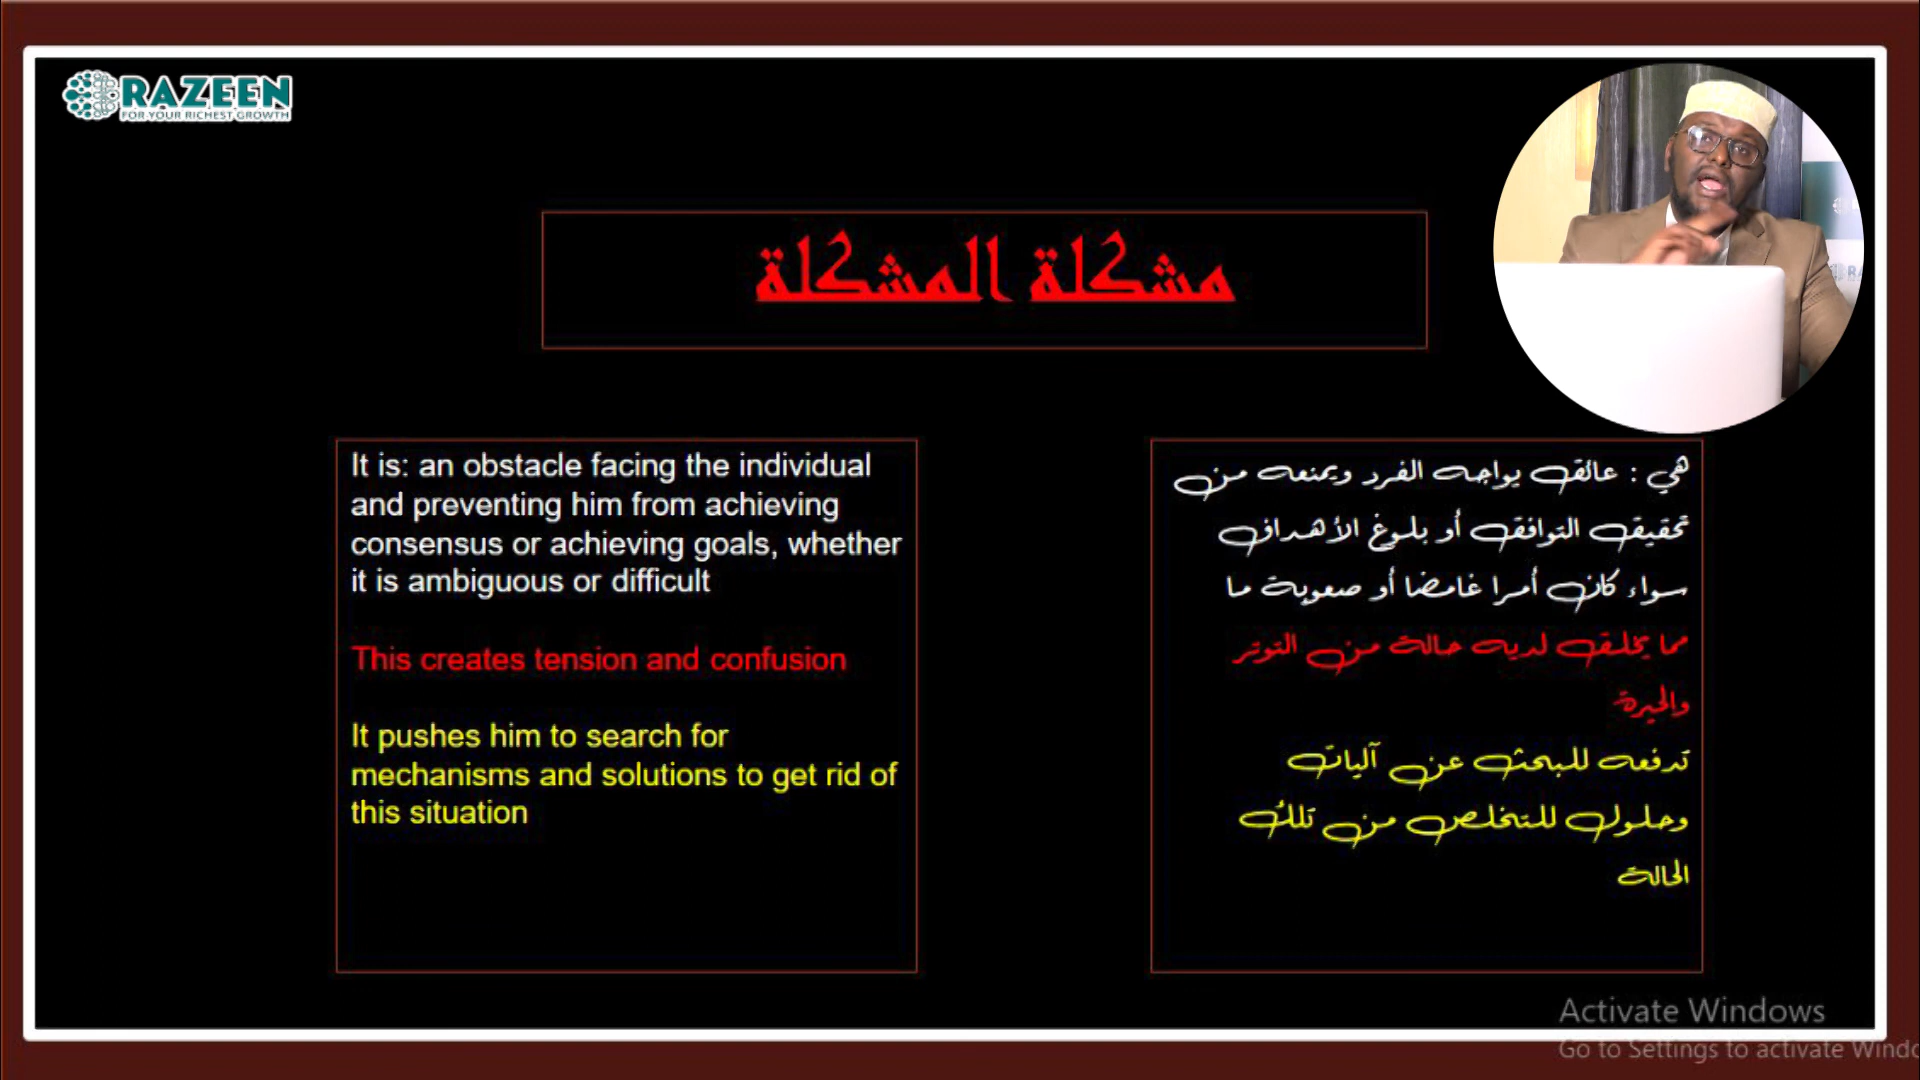 RAZEEN
FOR YOUR RICHEST GROWTH
مشكلة المشكلة
It is: an obstacle facing the individual
and preventing him from achieving
consensus or achieving goals, whether
it is ambiguous or difficult
This creates tension and confusion
It pushes him to search for
mechanisms and solutions to get rid of
this situation
هي : عائق يواجه الفرد ويمنعه من
تحقيق التوافق أو بلوغ الأهداف
سواء كان أمرا غامضا أو صعوبة ما
مما يخلق لديه حالة من التوتر
والحيرة
تدفعه للبحث عن آليات
وحلول للتخلص من تلك
الحالة
Activate Windows
Go to Settings to activate Windo